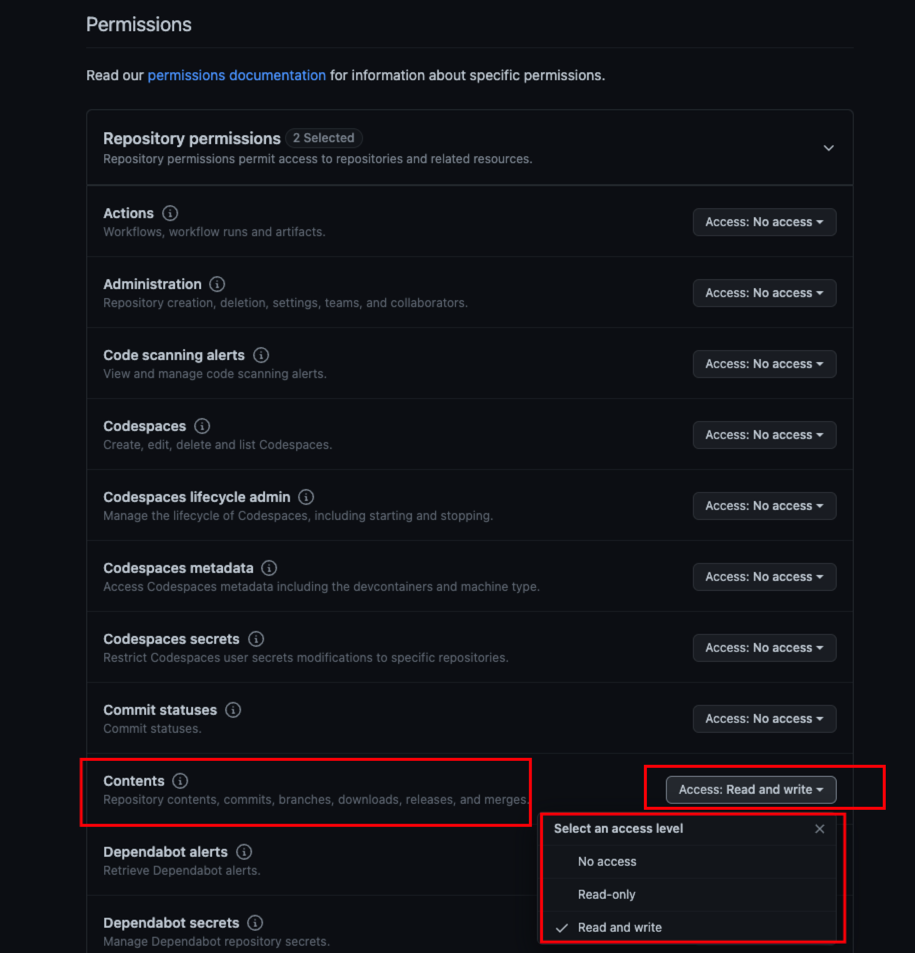 Permissions
Read our permissions documentation for information about specific permissions.
Repository permissions 2 Selected
Repository permissions permit access to repositories and related resources.
Actions
Workflows, workflow runs and artifacts.
Access: No access
Administration
Repository creation, deletion, settings, teams, and collaborators.
Access: No access
Code scanning alerts
View and manage code scanning alerts.
Access: No access
Codespaces
Create, edit, delete and list Codespaces.
Access: No access
Codespaces lifecycle admin
Manage the lifecycle of Codespaces, including starting and stopping.
Access: No access
Codespaces metadata
Access Codespaces metadata including the devcontainers and machine type.
Access: No access
Codespaces secrets
Restrict Codespaces user secrets modifications to specific repositories.
Access: No access
Commit statuses
Commit statuses.
Access: No access
Contents
Repository contents, commits, branches, downloads, releases, and merges.
Access: Read and write
Select an access level
No access
Read-only
Read and write
Dependabot alerts
Retrieve Dependabot alerts.
Dependabot secrets
Manage Dependabot repository secrets.